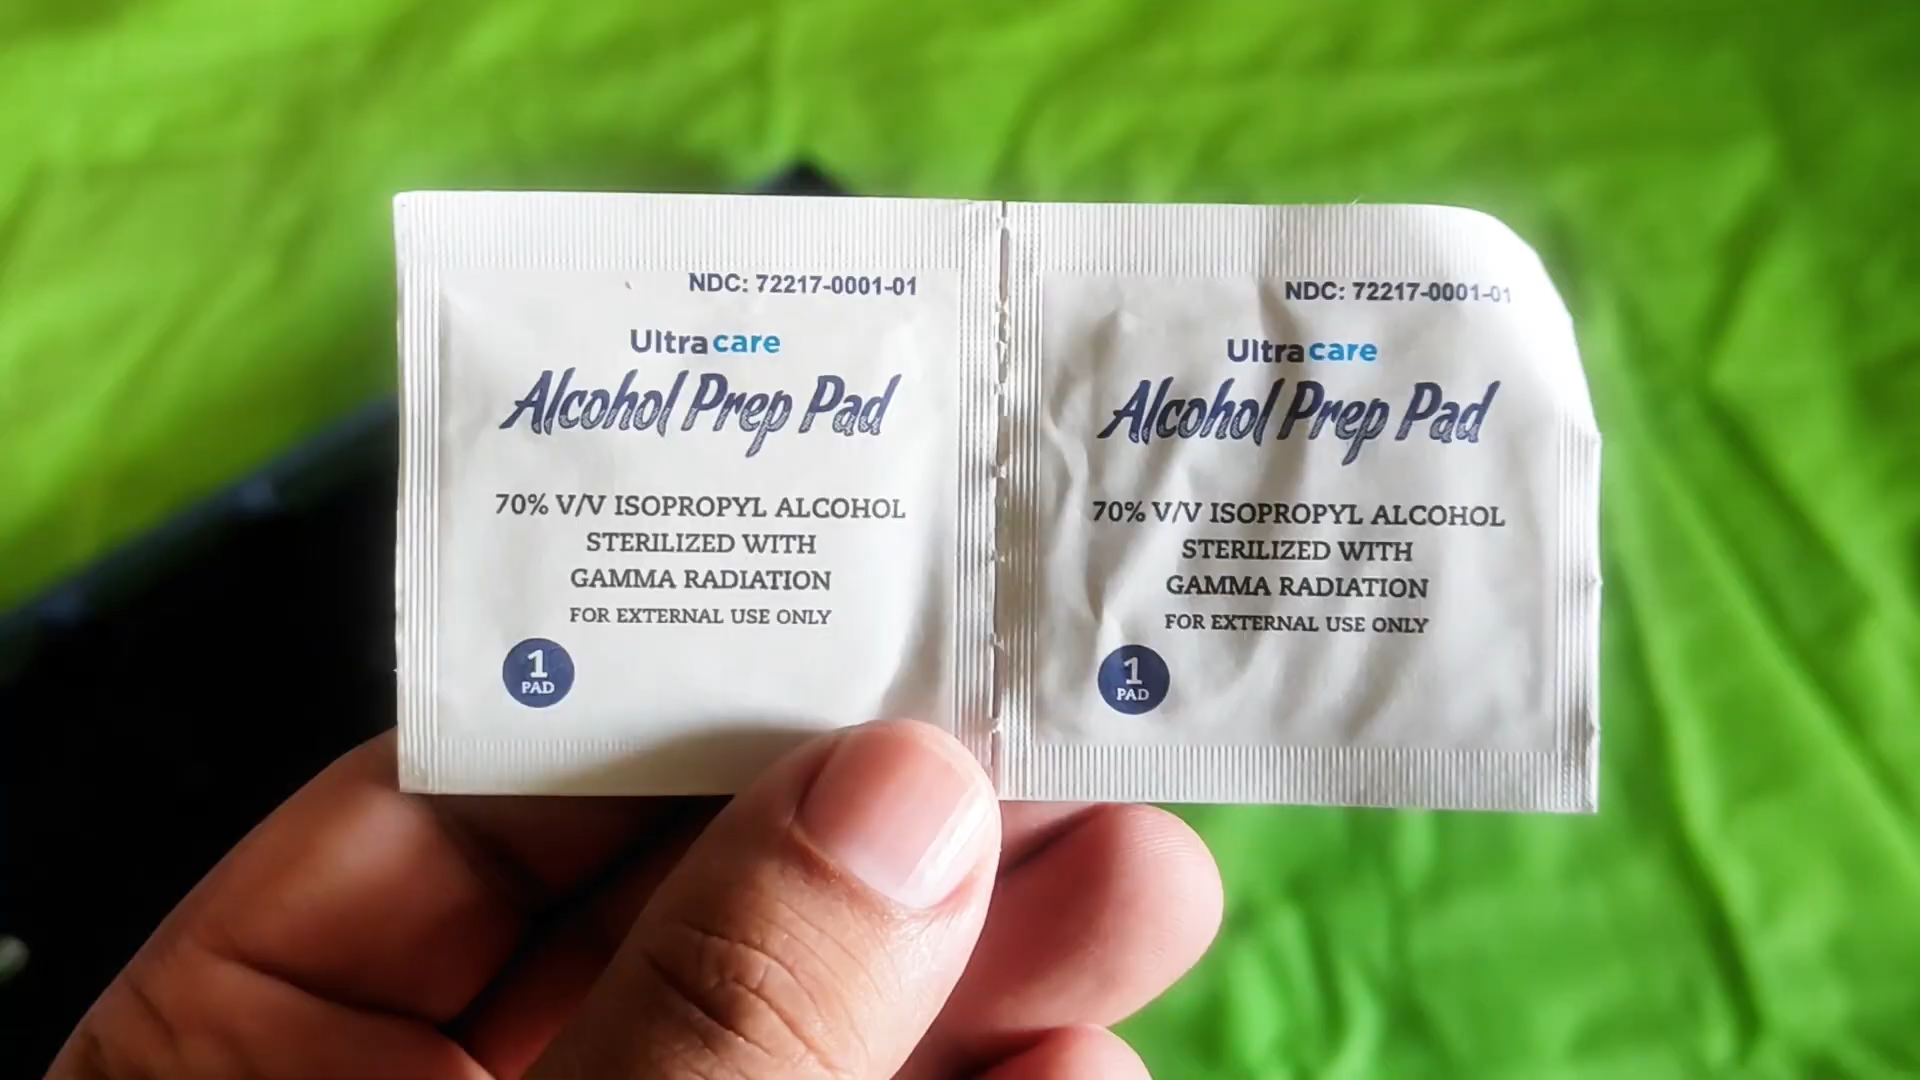 NDC: 72217-0001-01
Ultracare
Alcohol Prep Pad
70% V/V ISOPROPYL ALCOHOL
STERILIZED WITH
GAMMA RADIATION
FOR EXTERNAL USE ONLY
1
PAD
NDC: 72217-0001-01
Ultracare
Alcohol Prep Pad
70% V/V ISOPROPYL ALCOHOL
STERILIZED WITH
GAMMA RADIATION
FOR EXTERNAL USE ONLY
1
PAD